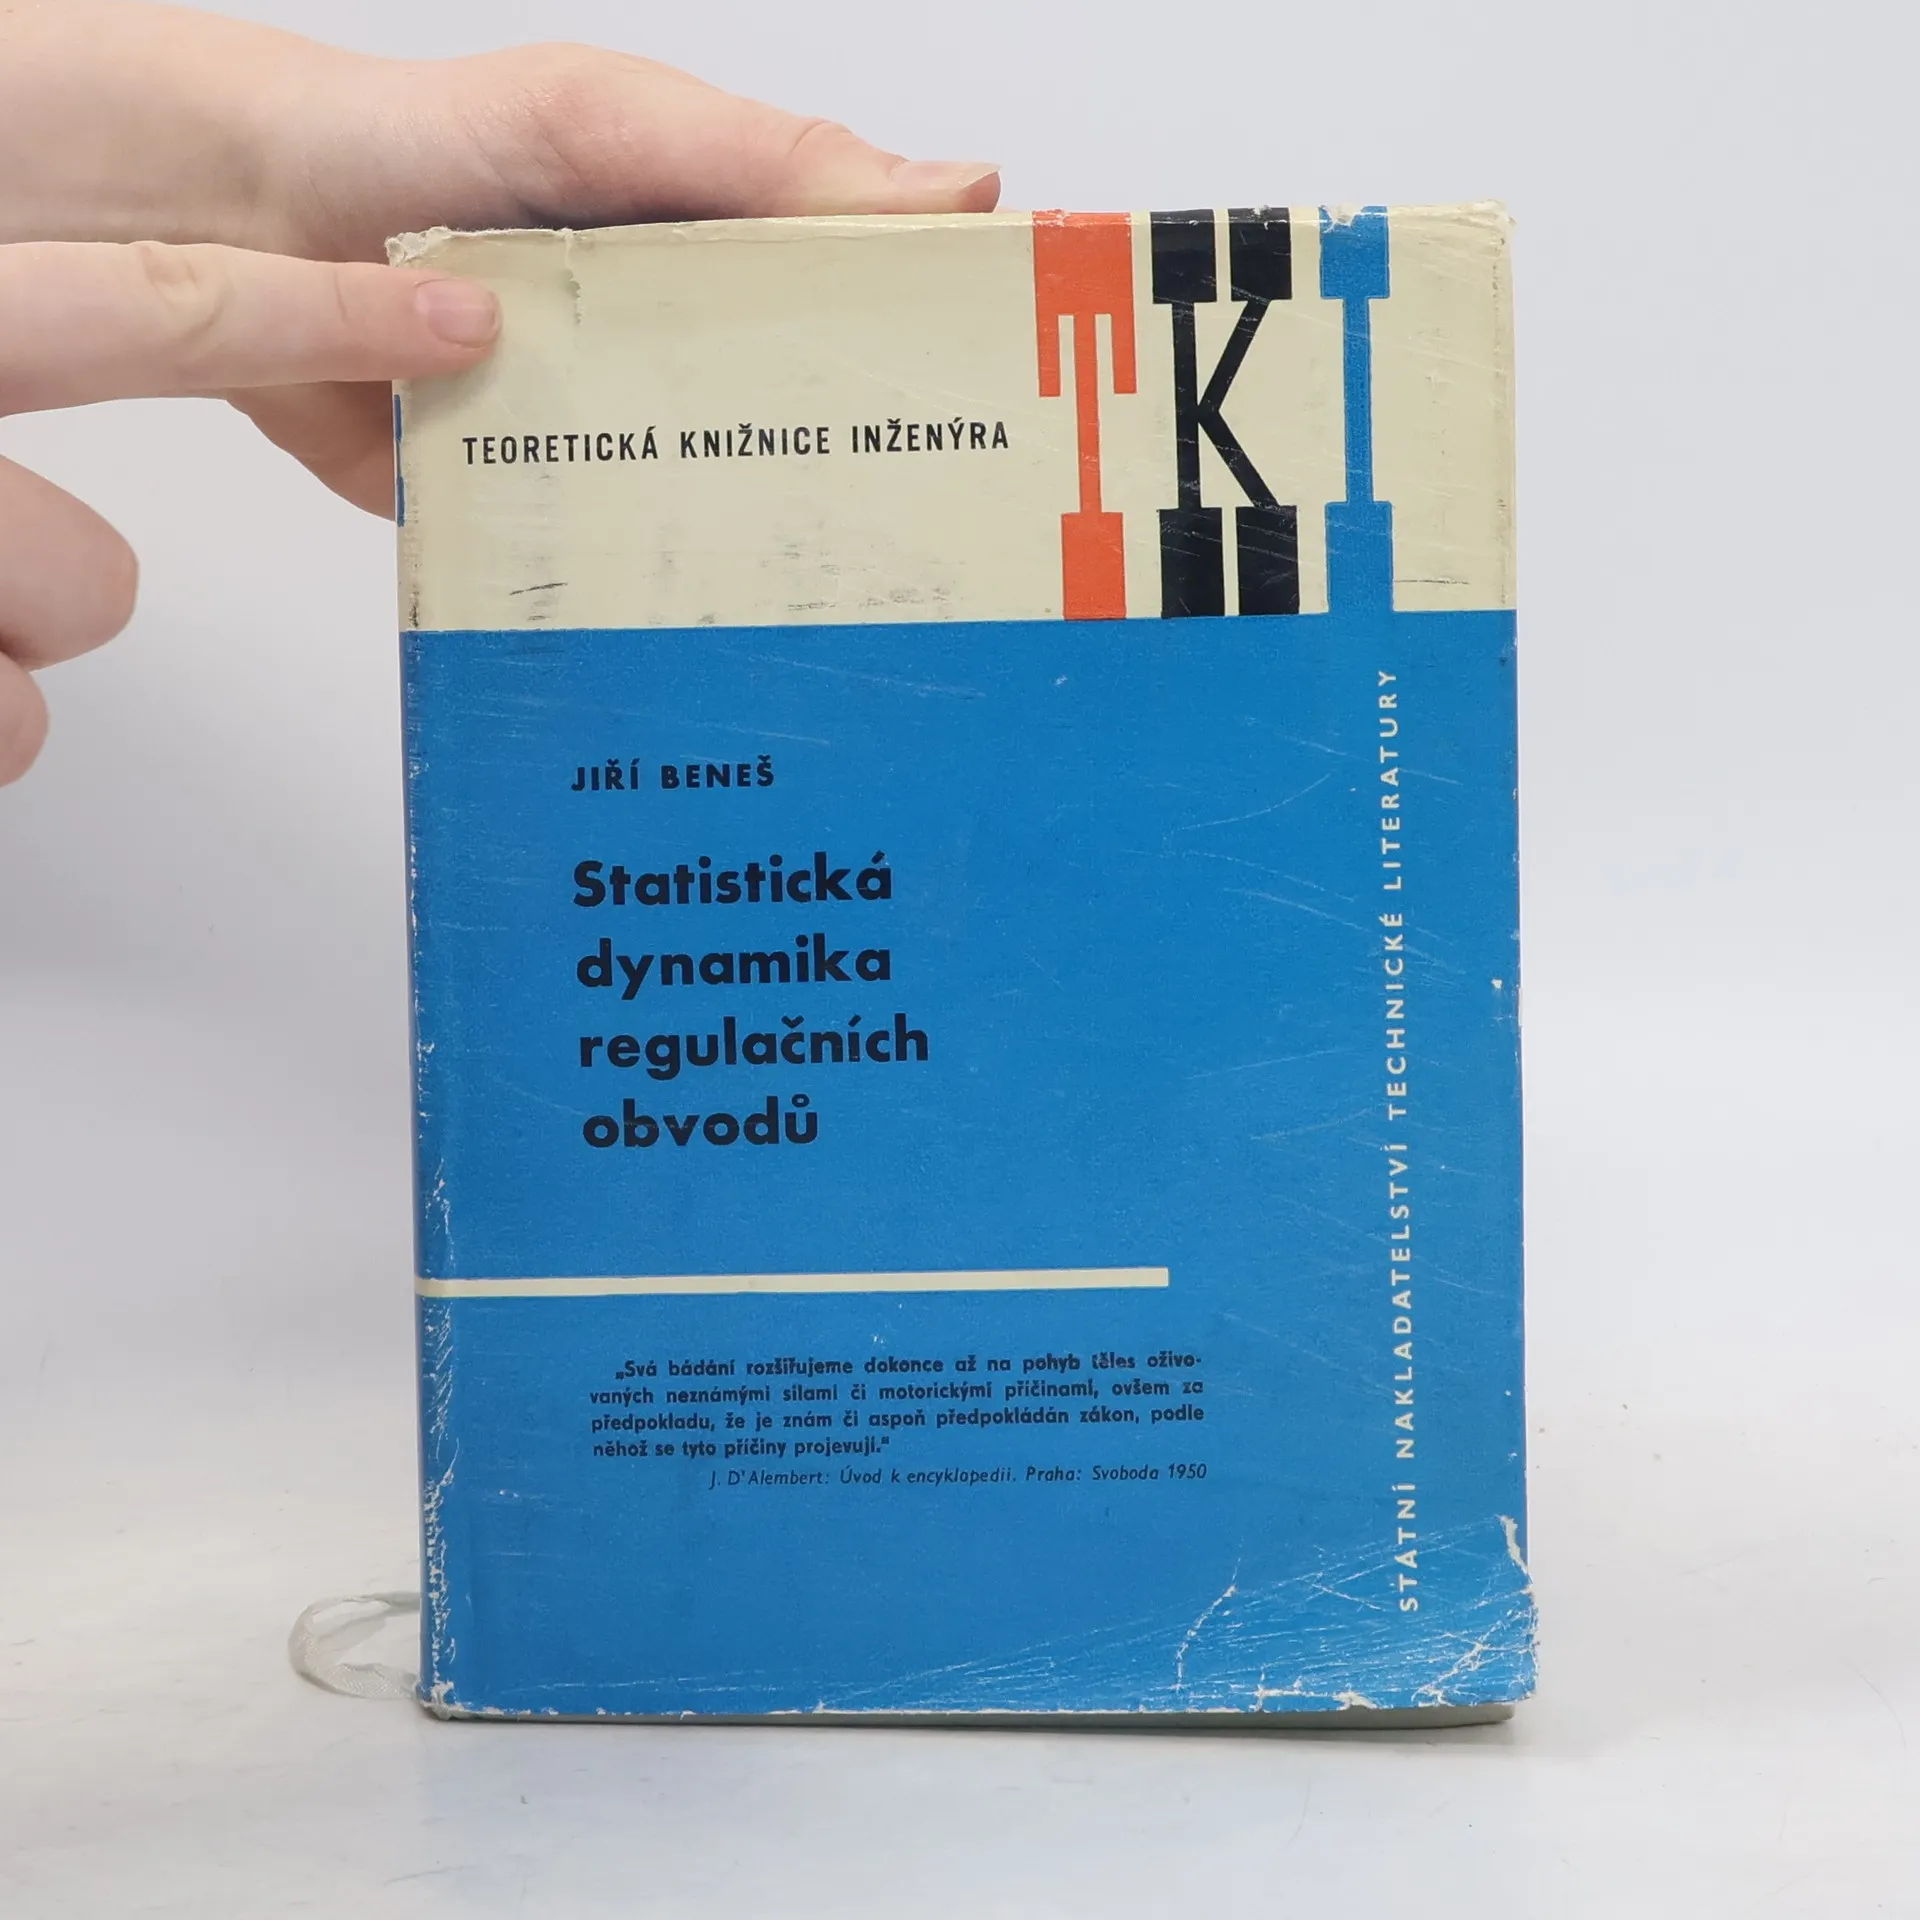 TKI
TEORETICKÁ KNIŽNICE INŽENÝRA
JIŘÍ BENEŠ
Statistická
dynamika
regulačních
obvodů
„Svá bádání rozšiřujeme dokonce až na pohyb těles oživo-
vaných neznámými silami či motorickými příčinami, ovšem za
předpokladu, že je znám či aspoň předpokládán zákon, podle
něhož se tyto příčiny projevují."
J. D'Alembert: Úvod k encyklopedii. Praha: Svoboda 1950
STÁTNÍ NAKLADATELSTVÍ TECHNICKÉ LITERATURY